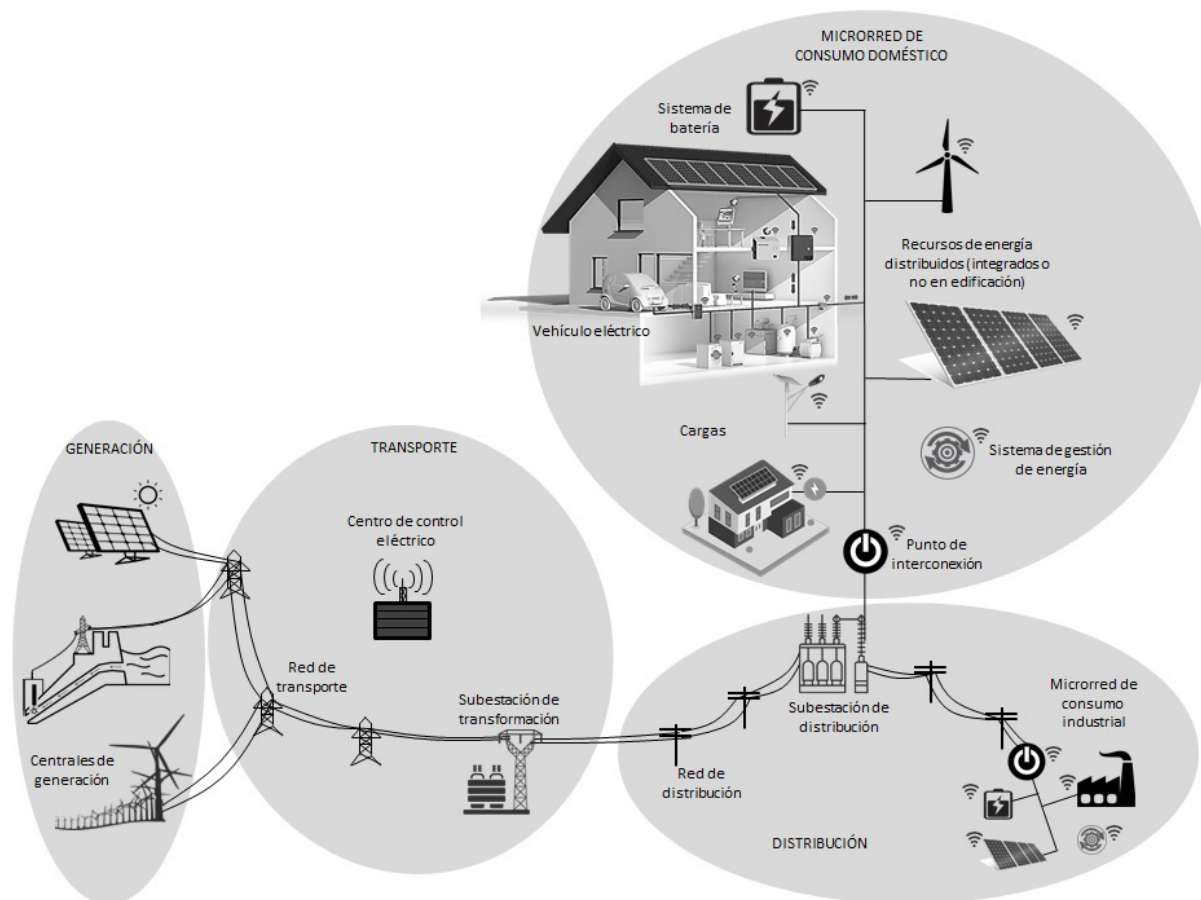 MICRORRED DE
CONSUMO DOMÉSTICO
Sistema de
batería
Recursos de energía
distribuidos (integrados o
no en edificación)
Vehículo eléctrico
Cargas
Sistema de gestión
de energía
Punto de
interconexión
GENERACIÓN
TRANSPORTE
Centro de control
eléctrico
Red de
transporte
Subestación de
transformación
Centrales de
generación
Subestación de
distribución
Microrred de
consumo
industrial
Red de
distribución
DISTRIBUCIÓN